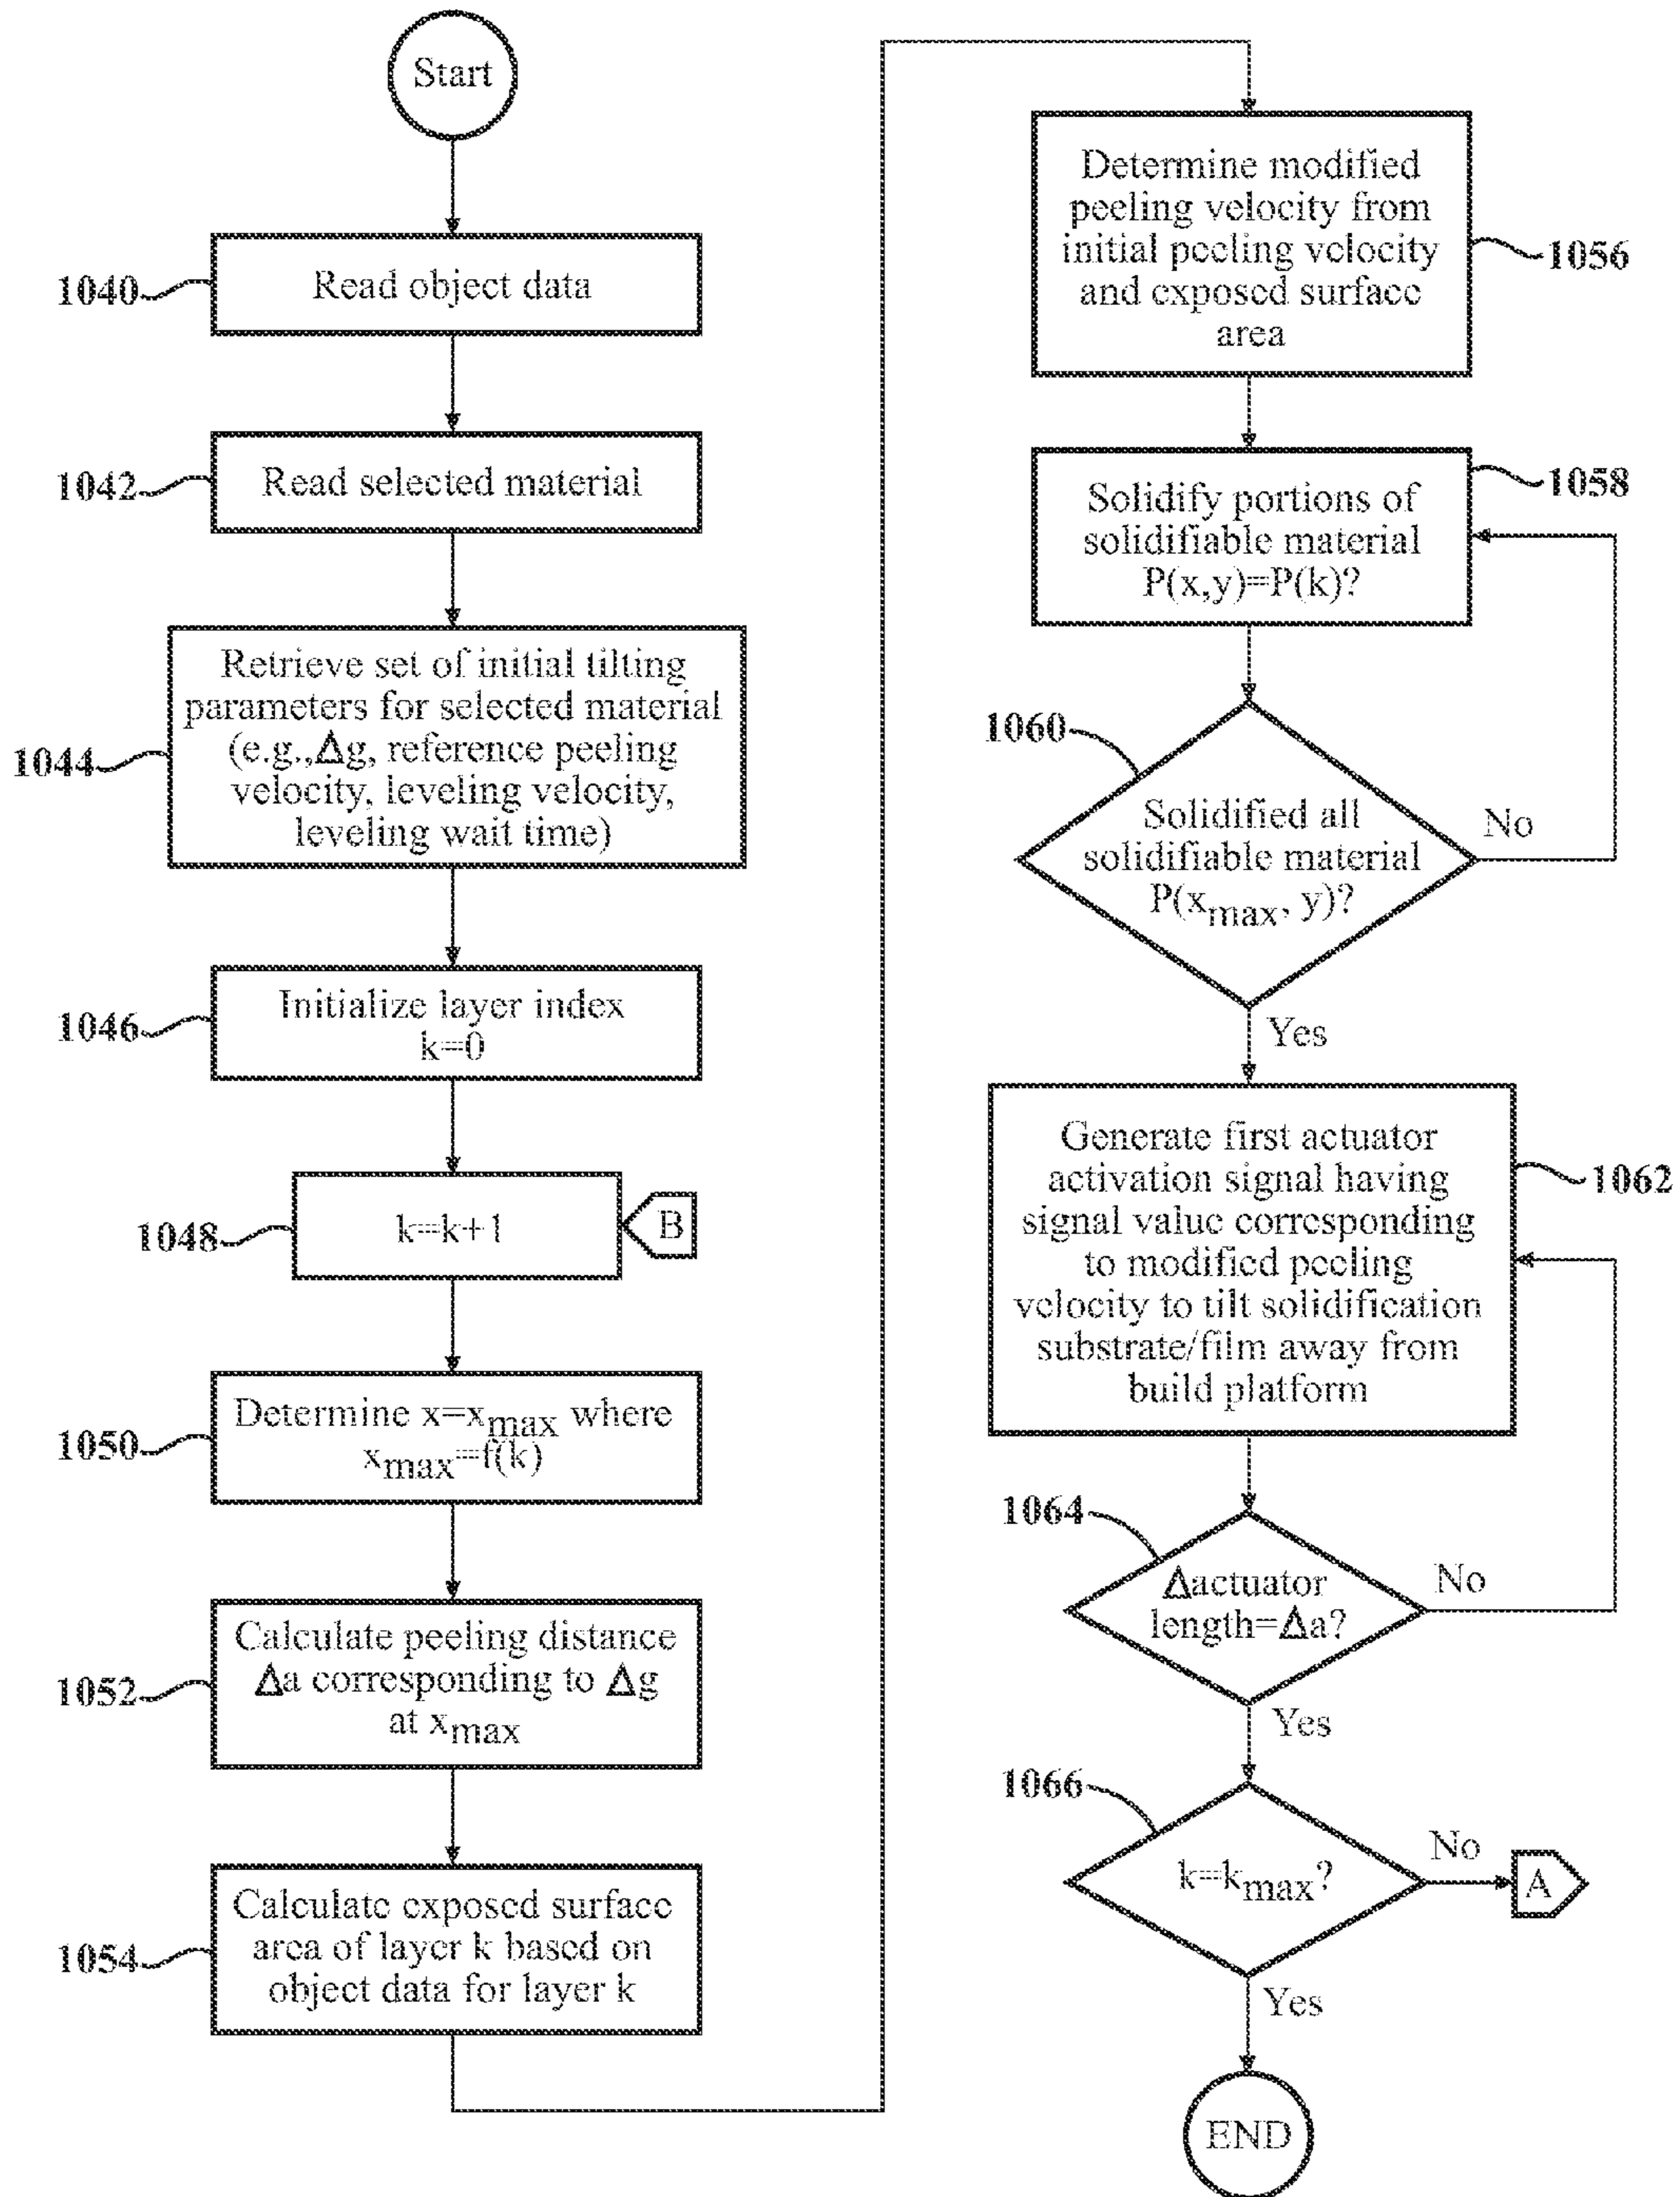 Start
1040
Read object data
1042
Read selected material
1044
Retrieve set of initial tilting
parameters for selected material
(e.g., Δg, reference peeling
velocity, leveling velocity,
leveling wait time)
1046
Initialize layer index
k=0
1048
k=k+1
B
1050
Determine x=xmax where
xmax=f(k)
1052
Calculate peeling distance
Δa corresponding to Δg
at xmax
1054
Calculate exposed surface
area of layer k based on
object data for layer k
Determine modified
peeling velocity from
initial peeling velocity
and exposed surface
area
1056
Solidify portions of
solidifiable material
P(x,y)=P(k)?
1058
1060
Solidified all
solidifiable material
P(xmax, y)?
No
Yes
Generate first actuator
activation signal having
signal value corresponding
to modified peeling
velocity to tilt solidification
substrate/film away from
build platform
1062
1064
Δactuator
length=Δa?
No
Yes
1066
k=kmax?
No
A
Yes
END